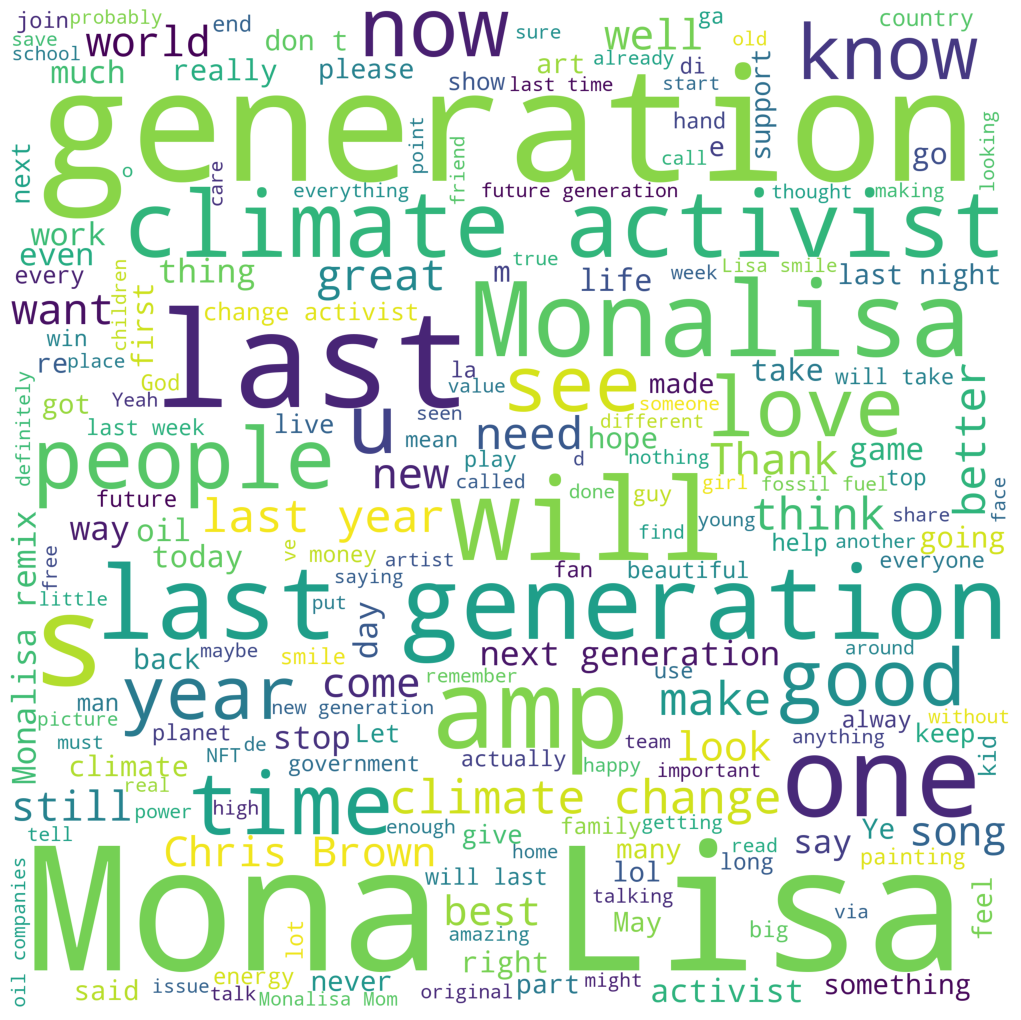 join probably end don t now sure well ga old country
save school world
know
much really please art already di
show last time start
generation
hand e support go looking
next point call
o care everything friend future generation thought making
climate activist
work
even
every thing great true m life week Lisa smile last night
want children first change activist Monalisa
win
re place last la see made take will take
God value someone
Yeah got love better
definitely last week live u seen mean need hope different
people new play d nothing Thank game
future called done guy girl fossil fuel top face
way oil last year will think share
find young help another going
today ve money artist fan beautiful everyone
Monalisa remix free saying
little last generation
put
s day
back maybe smile next generation use around
remember good
man year come amp make
picture new generation alway without
planet stop Let team look anything keep kid
must NFT de government actually
climate happy important one
real
still power high time climate change
enough
tell give family getting say Ye song
Chris Brown home many long read painting
Mona Lisa
will last lol
oil companies best talking May via feel
amazing big
lot right
said issue energy never part might activist something
talk Monalisa Mom original